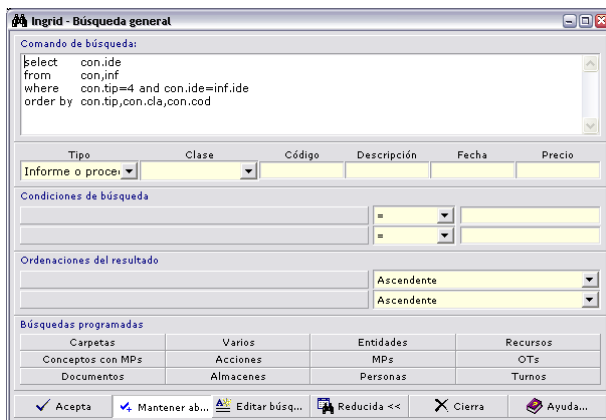 Ingrid - Búsqueda general
Comando de búsqueda:
select con.ide
from con,inf
where con.tip=4 and con.ide=inf.ide
order by con.tip,con.cla,con.cod
Tipo Clase Código Descripción Fecha Precio
Informe o proce
Condiciones de búsqueda
=
=
Ordenaciones del resultado
Ascendente
Ascendente
Búsquedas programadas
Carpetas Varios Entidades Recursos
Conceptos con MPs Acciones MPs OTs
Documentos Almacenes Personas Turnos
Acepta Mantener ab... Editar búsq... Reducida << Cierra Ayuda...